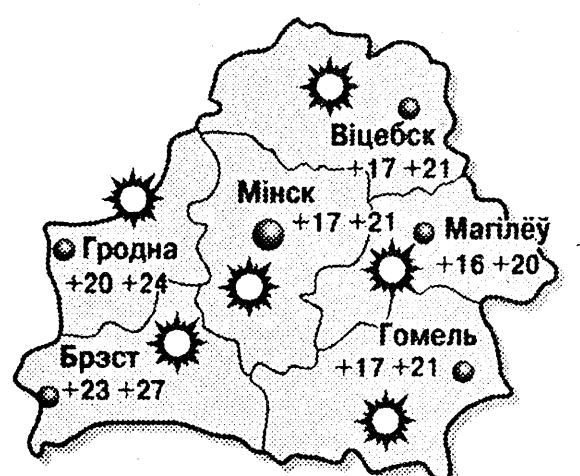 Віцебск
+17 +21
Мінск
+17 +21
Магілёў
+16 +20
Гродна
+20 +24
Гомель
+17 +21
Брэст
+23 +27